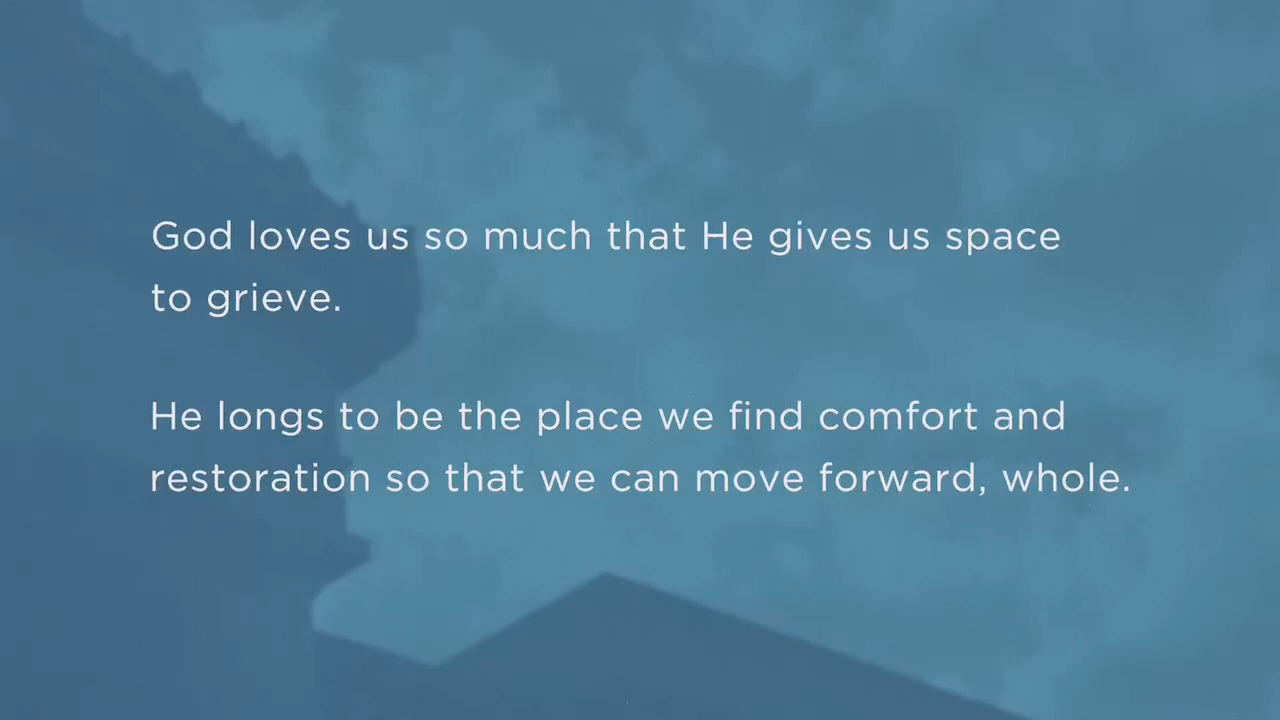 God loves us so much that He gives us space
to grieve.
He longs to be the place we find comfort and
restoration so that we can move forward, whole.